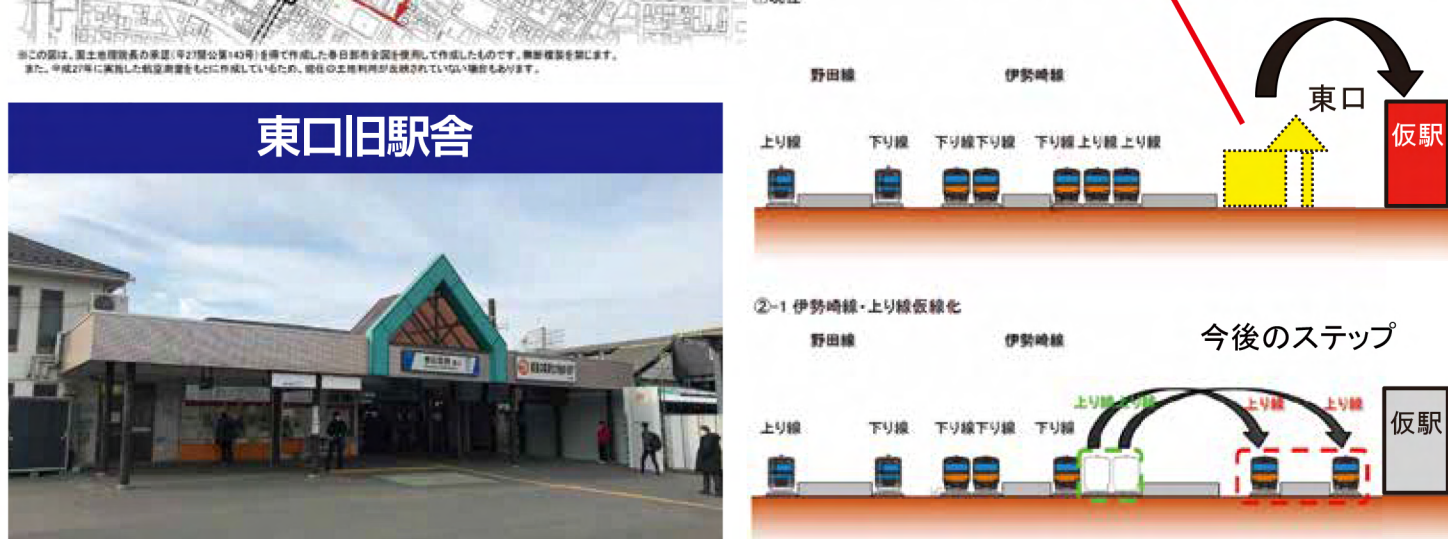 ※この図は、国土地理院長の承認(平27関公第143号)を得て作成した春日部市全図を使用して作成したものです。無断複製を禁じます。
また、平成27年に実施した航空測量をもとに作成しているため、現在の土地利用が反映されていない場合もあります。
東口旧駅舎
①現在
野田線 伊勢崎線
東口
仮駅
上り線 下り線 下り線下り線 下り線 上り線 上り線
②-1 伊勢崎線・上り線仮線化
野田線 伊勢崎線
今後のステップ
上り線 上り線 上り線 上り線
上り線 下り線 下り線下り線 下り線
仮駅